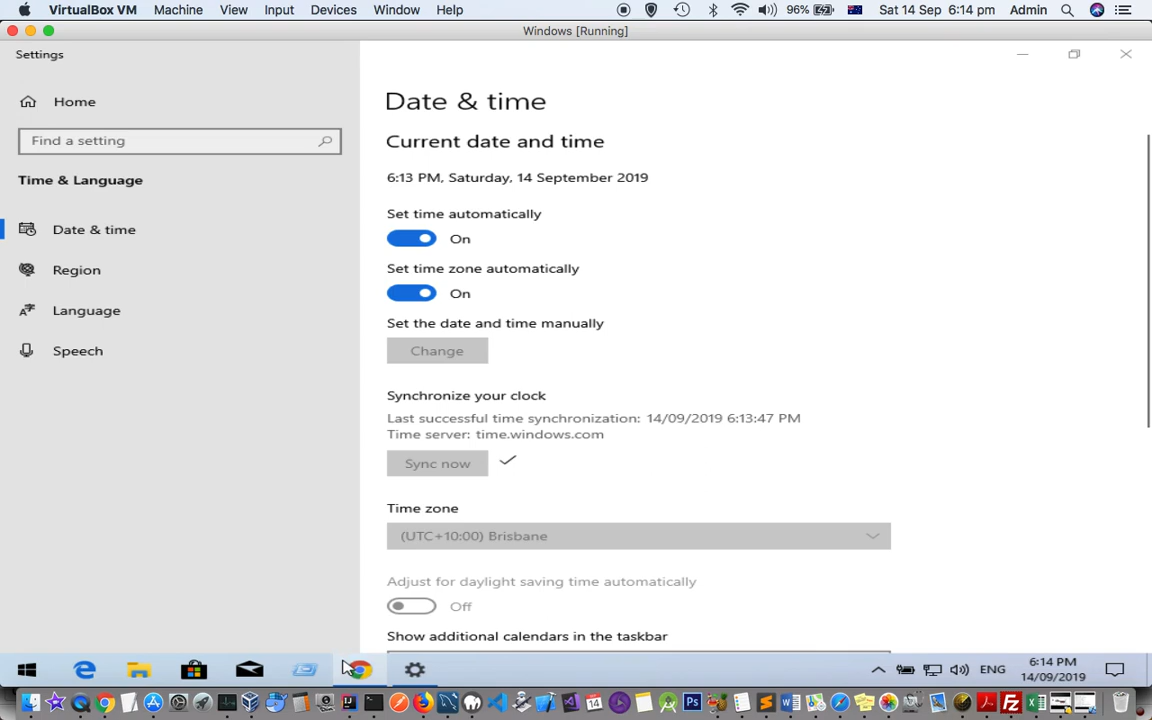 VirtualBox VM Machine View Input Devices Window Help 96% Sat 14 Sep 6:14 pm Admin
Windows [Running]
Settings
Home
Find a setting
Time & Language
Date & time
Region
Language
Speech
Date & time
Current date and time
6:13 PM, Saturday, 14 September 2019
Set time automatically
On
Set time zone automatically
On
Set the date and time manually
Change
Synchronize your clock
Last successful time synchronization: 14/09/2019 6:13:47 PM
Time server: time.windows.com
Sync now
Time zone
(UTC+10:00) Brisbane
Adjust for daylight saving time automatically
Off
Show additional calendars in the taskbar
ENG
6:14 PM
14/09/2019